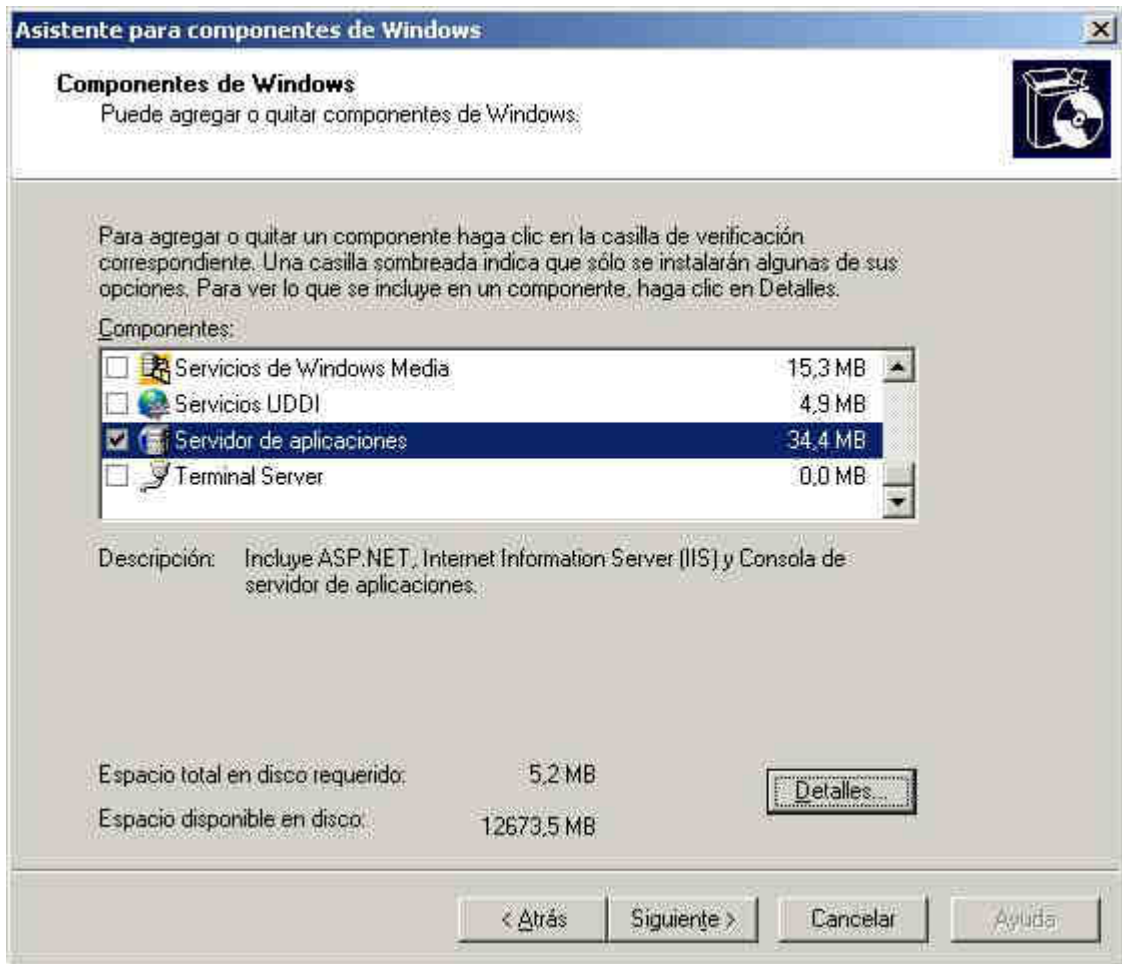 Asistente para componentes de Windows
Componentes de Windows
Puede agregar o quitar componentes de Windows.
Para agregar o quitar un componente haga clic en la casilla de verificación
correspondiente. Una casilla sombreada indica que sólo se instalarán algunas de sus
opciones. Para ver lo que se incluye en un componente, haga clic en Detalles.
Componentes:
Servicios de Windows Media 15,3 MB
Servicios UDDI 4,9 MB
Servidor de aplicaciones 34,4 MB
Terminal Server 0,0 MB
Descripción: Incluye ASP.NET, Internet Information Server (IIS) y Consola de
servidor de aplicaciones.
Espacio total en disco requerido: 5,2 MB
Detalles...
Espacio disponible en disco: 12673,5 MB
< Atrás Siguiente > Cancelar Ayuda